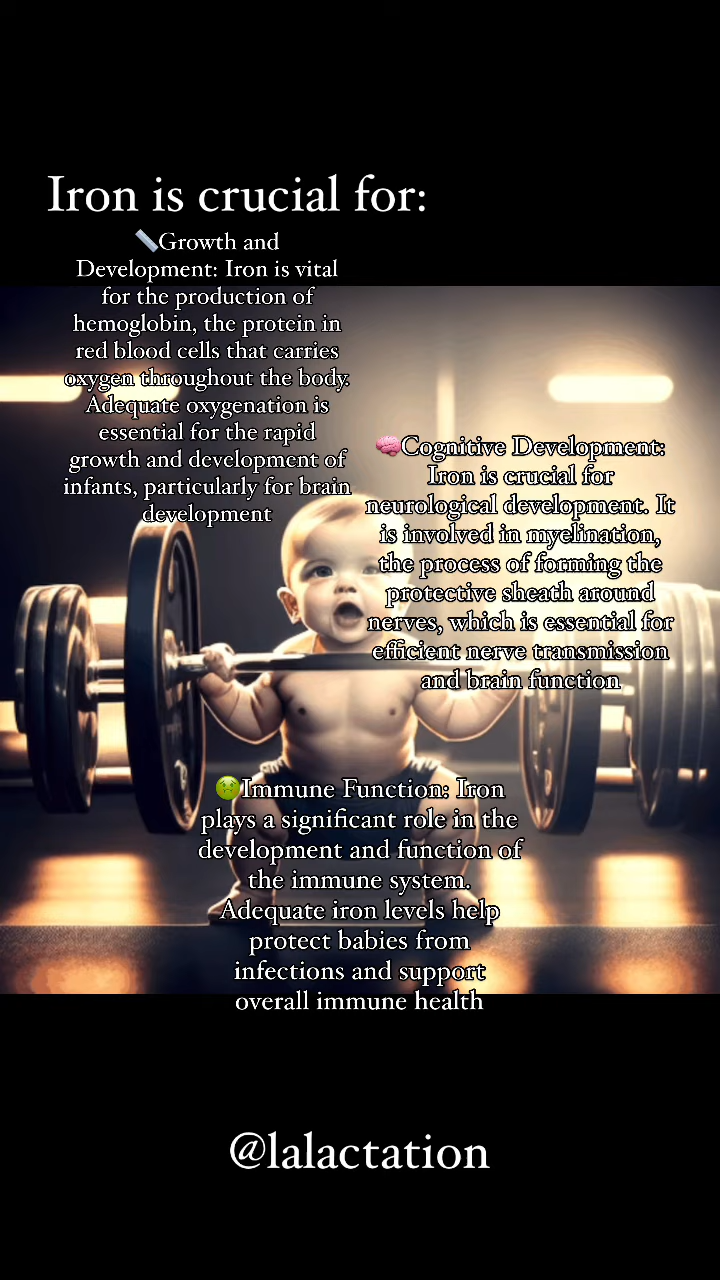 Iron is crucial for:
📏Growth and
Development: Iron is vital
for the production of
hemoglobin, the protein in
red blood cells that carries
oxygen throughout the body.
Adequate oxygenation is
essential for the rapid
growth and development of
infants, particularly for brain
development
🧠Cognitive Development:
Iron is crucial for
neurological development. It
is involved in myelination,
the process of forming the
protective sheath around
nerves, which is essential for
efficient nerve transmission
and brain function
🤢Immune Function: Iron
plays a significant role in the
development and function of
the immune system.
Adequate iron levels help
protect babies from
infections and support
overall immune health
@lalactation